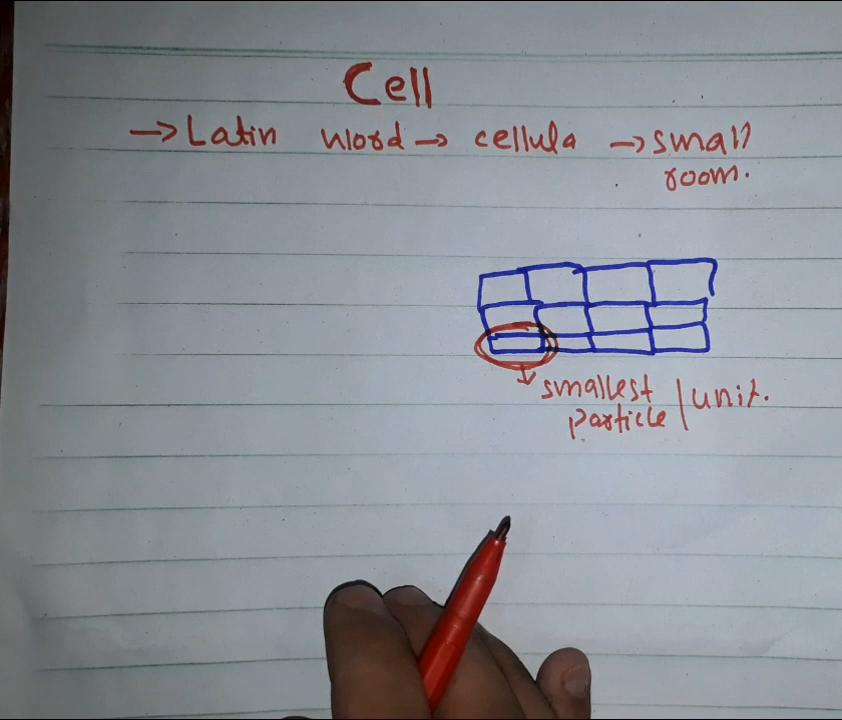 Cell
→ Latin word → cellula → small
room.
smallest
particle / unit.